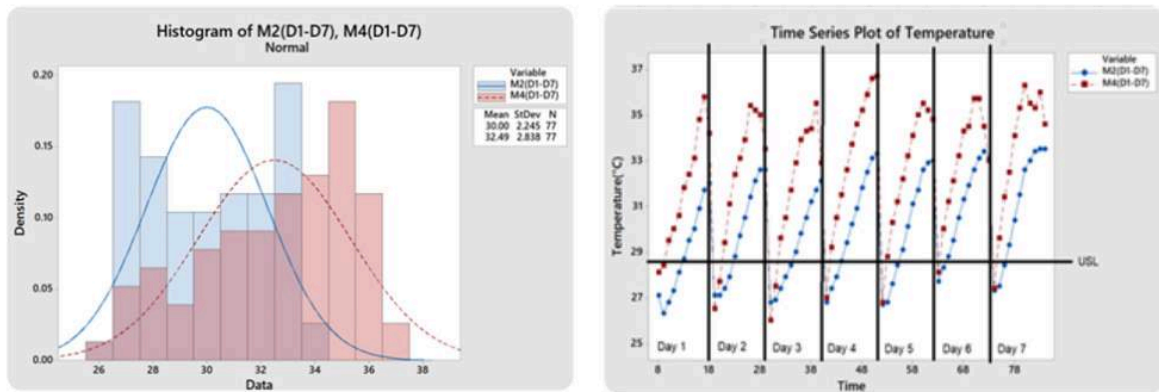 Histogram of M2(D1-D7), M4(D1-D7)
Normal
0.20
0.15
0.10
0.05
0.00
Density
26 28 30 32 34 36 38
Data
Variable
M2(D1-D7)
M4(D1-D7)
Mean StDev N
30.00 2.245 77
32.49 2.838 77
Time Series Plot of Temperature
37
35
33
31
29
27
25
Temperature(°C)
Day 1 Day 2 Day 3 Day 4 Day 5 Day 6 Day 7
8 18 28 48 58 68 78
Time
Variable
M2(D1-D7)
M4(D1-D7)
USL